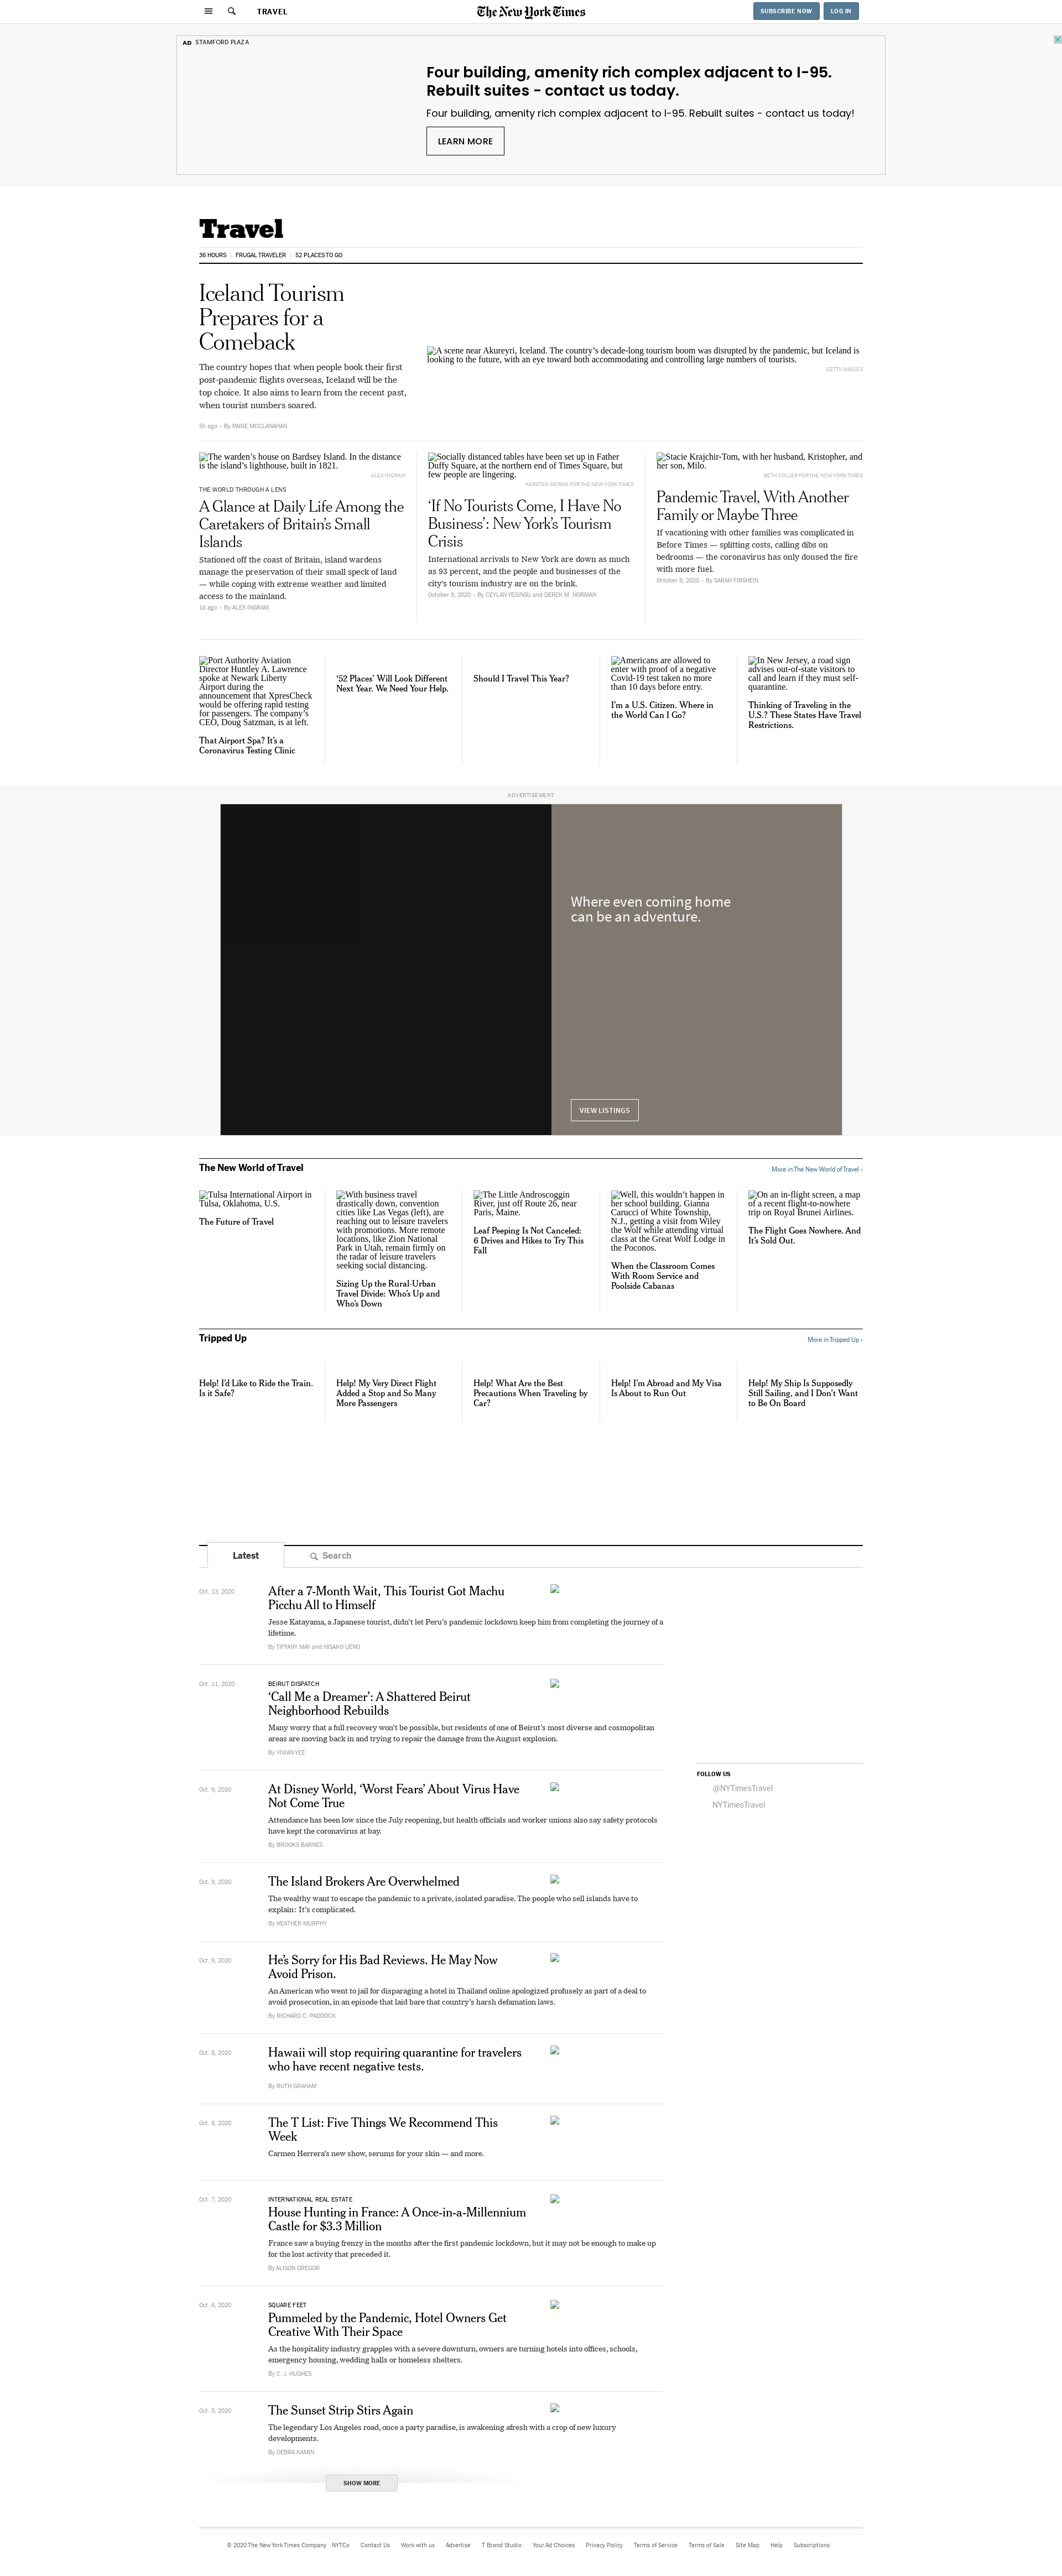 TRAVEL
The New York Times
SUBSCRIBE NOW
LOG IN
AD STAMFORD PLAZA
Four building, amenity rich complex adjacent to I-95.
Rebuilt suites - contact us today.
Four building, amenity rich complex adjacent to I-95. Rebuilt suites - contact us today!
LEARN MORE
Travel
36 HOURS
FRUGAL TRAVELER
52 PLACES TO GO
Iceland Tourism
Prepares for a
Comeback
The country hopes that when people book their first
post-pandemic flights overseas, Iceland will be the
top choice. It also aims to learn from the recent past,
when tourist numbers soared.
5h ago · By PAIGE MCCLANAHAN
A scene near Akureyri, Iceland. The country's decade-long tourism boom was disrupted by the pandemic, but Iceland is
looking to the future, with an eye toward both accommodating and controlling large numbers of tourists.
GETTY IMAGES
The warden's house on Bardsey Island. In the distance
is the island's lighthouse, built in 1821.
ALEX INGRAM
THE WORLD THROUGH A LENS
A Glance at Daily Life Among the
Caretakers of Britain's Small
Islands
Stationed off the coast of Britain, island wardens
manage the preservation of their small speck of land
— while coping with extreme weather and limited
access to the mainland.
1d ago · By ALEX INGRAM
Socially distanced tables have been set up in Father
Duffy Square, at the northern end of Times Square, but
few people are lingering.
KARSTEN MORAN FOR THE NEW YORK TIMES
‘If No Tourists Come, I Have No
Business’: New York's Tourism
Crisis
International arrivals to New York are down as much
as 93 percent, and the people and businesses of the
city's tourism industry are on the brink.
October 9, 2020 · By CEYLAN YEGINSU and DEREK M. NORMAN
Stacie Krajchir-Tom, with her husband, Kristopher, and
her son, Milo.
BETH COLLER FOR THE NEW YORK TIMES
Pandemic Travel, With Another
Family or Maybe Three
If vacationing with other families was complicated in
Before Times — splitting costs, calling dibs on
bedrooms — the coronavirus has only doused the fire
with more fuel.
October 8, 2020 · By SARAH FIRSHEIN
Port Authority Aviation
Director Huntley A. Lawrence
spoke at Newark Liberty
Airport during the
announcement that XpresCheck
would be offering rapid testing
for passengers. The company's
CEO, Doug Satzman, is at left.
That Airport Spa? It's a
Coronavirus Testing Clinic
‘52 Places’ Will Look Different
Next Year. We Need Your Help.
Should I Travel This Year?
Americans are allowed to
enter with proof of a negative
Covid-19 test taken no more
than 10 days before entry.
I'm a U.S. Citizen. Where in
the World Can I Go?
In New Jersey, a road sign
advises out-of-state visitors to
call and learn if they must self-
quarantine.
Thinking of Traveling in the
U.S.? These States Have Travel
Restrictions.
ADVERTISEMENT
Where even coming home
can be an adventure.
VIEW LISTINGS
The New World of Travel
More in The New World of Travel ›
Tulsa International Airport in
Tulsa, Oklahoma, U.S.
The Future of Travel
With business travel
drastically down, convention
cities like Las Vegas (left), are
reaching out to leisure travelers
with promotions. More remote
locations, like Zion National
Park in Utah, remain firmly on
the radar of leisure travelers
seeking social distancing.
Sizing Up the Rural-Urban
Travel Divide: Who's Up and
Who's Down
The Little Androscoggin
River, just off Route 26, near
Paris, Maine.
Leaf Peeping Is Not Canceled:
6 Drives and Hikes to Try This
Fall
Well, this wouldn't happen in
her school building. Gianna
Carucci of White Township,
N.J., getting a visit from Wiley
the Wolf while attending virtual
class at the Great Wolf Lodge in
the Poconos.
When the Classroom Comes
With Room Service and
Poolside Cabanas
On an in-flight screen, a map
of a recent flight-to-nowhere
trip on Royal Brunei Airlines.
The Flight Goes Nowhere. And
It's Sold Out.
Tripped Up
More in Tripped Up ›
Help! I'd Like to Ride the Train.
Is it Safe?
Help! My Very Direct Flight
Added a Stop and So Many
More Passengers
Help! What Are the Best
Precautions When Traveling by
Car?
Help! I'm Abroad and My Visa
Is About to Run Out
Help! My Ship Is Supposedly
Still Sailing, and I Don't Want
to Be On Board
Latest
Search
Oct. 13, 2020
After a 7-Month Wait, This Tourist Got Machu
Picchu All to Himself
Jesse Katayama, a Japanese tourist, didn't let Peru's pandemic lockdown keep him from completing the journey of a
lifetime.
By TIFFANY MAY and HISAKO UENO
Oct. 11, 2020
BEIRUT DISPATCH
‘Call Me a Dreamer’: A Shattered Beirut
Neighborhood Rebuilds
Many worry that a full recovery won't be possible, but residents of one of Beirut's most diverse and cosmopolitan
areas are moving back in and trying to repair the damage from the August explosion.
By VIVIAN YEE
Oct. 9, 2020
At Disney World, ‘Worst Fears’ About Virus Have
Not Come True
Attendance has been low since the July reopening, but health officials and worker unions also say safety protocols
have kept the coronavirus at bay.
By BROOKS BARNES
Oct. 9, 2020
The Island Brokers Are Overwhelmed
The wealthy want to escape the pandemic to a private, isolated paradise. The people who sell islands have to
explain: It's complicated.
By HEATHER MURPHY
Oct. 9, 2020
He's Sorry for His Bad Reviews. He May Now
Avoid Prison.
An American who went to jail for disparaging a hotel in Thailand online apologized profusely as part of a deal to
avoid prosecution, in an episode that laid bare that country's harsh defamation laws.
By RICHARD C. PADDOCK
Oct. 8, 2020
Hawaii will stop requiring quarantine for travelers
who have recent negative tests.
By RUTH GRAHAM
Oct. 8, 2020
The T List: Five Things We Recommend This
Week
Carmen Herrera's new show, serums for your skin — and more.
Oct. 7, 2020
INTERNATIONAL REAL ESTATE
House Hunting in France: A Once-in-a-Millennium
Castle for $3.3 Million
France saw a buying frenzy in the months after the first pandemic lockdown, but it may not be enough to make up
for the lost activity that preceded it.
By ALISON GREGOR
Oct. 6, 2020
SQUARE FEET
Pummeled by the Pandemic, Hotel Owners Get
Creative With Their Space
As the hospitality industry grapples with a severe downturn, owners are turning hotels into offices, schools,
emergency housing, wedding halls or homeless shelters.
By C. J. HUGHES
Oct. 5, 2020
The Sunset Strip Stirs Again
The legendary Los Angeles road, once a party paradise, is awakening afresh with a crop of new luxury
developments.
By DEBRA KAMIN
SHOW MORE
FOLLOW US
@NYTimesTravel
NYTimesTravel
© 2020 The New York Times Company NYTCo Contact Us Work with us Advertise T Brand Studio Your Ad Choices Privacy Policy Terms of Service Terms of Sale Site Map Help Subscriptions